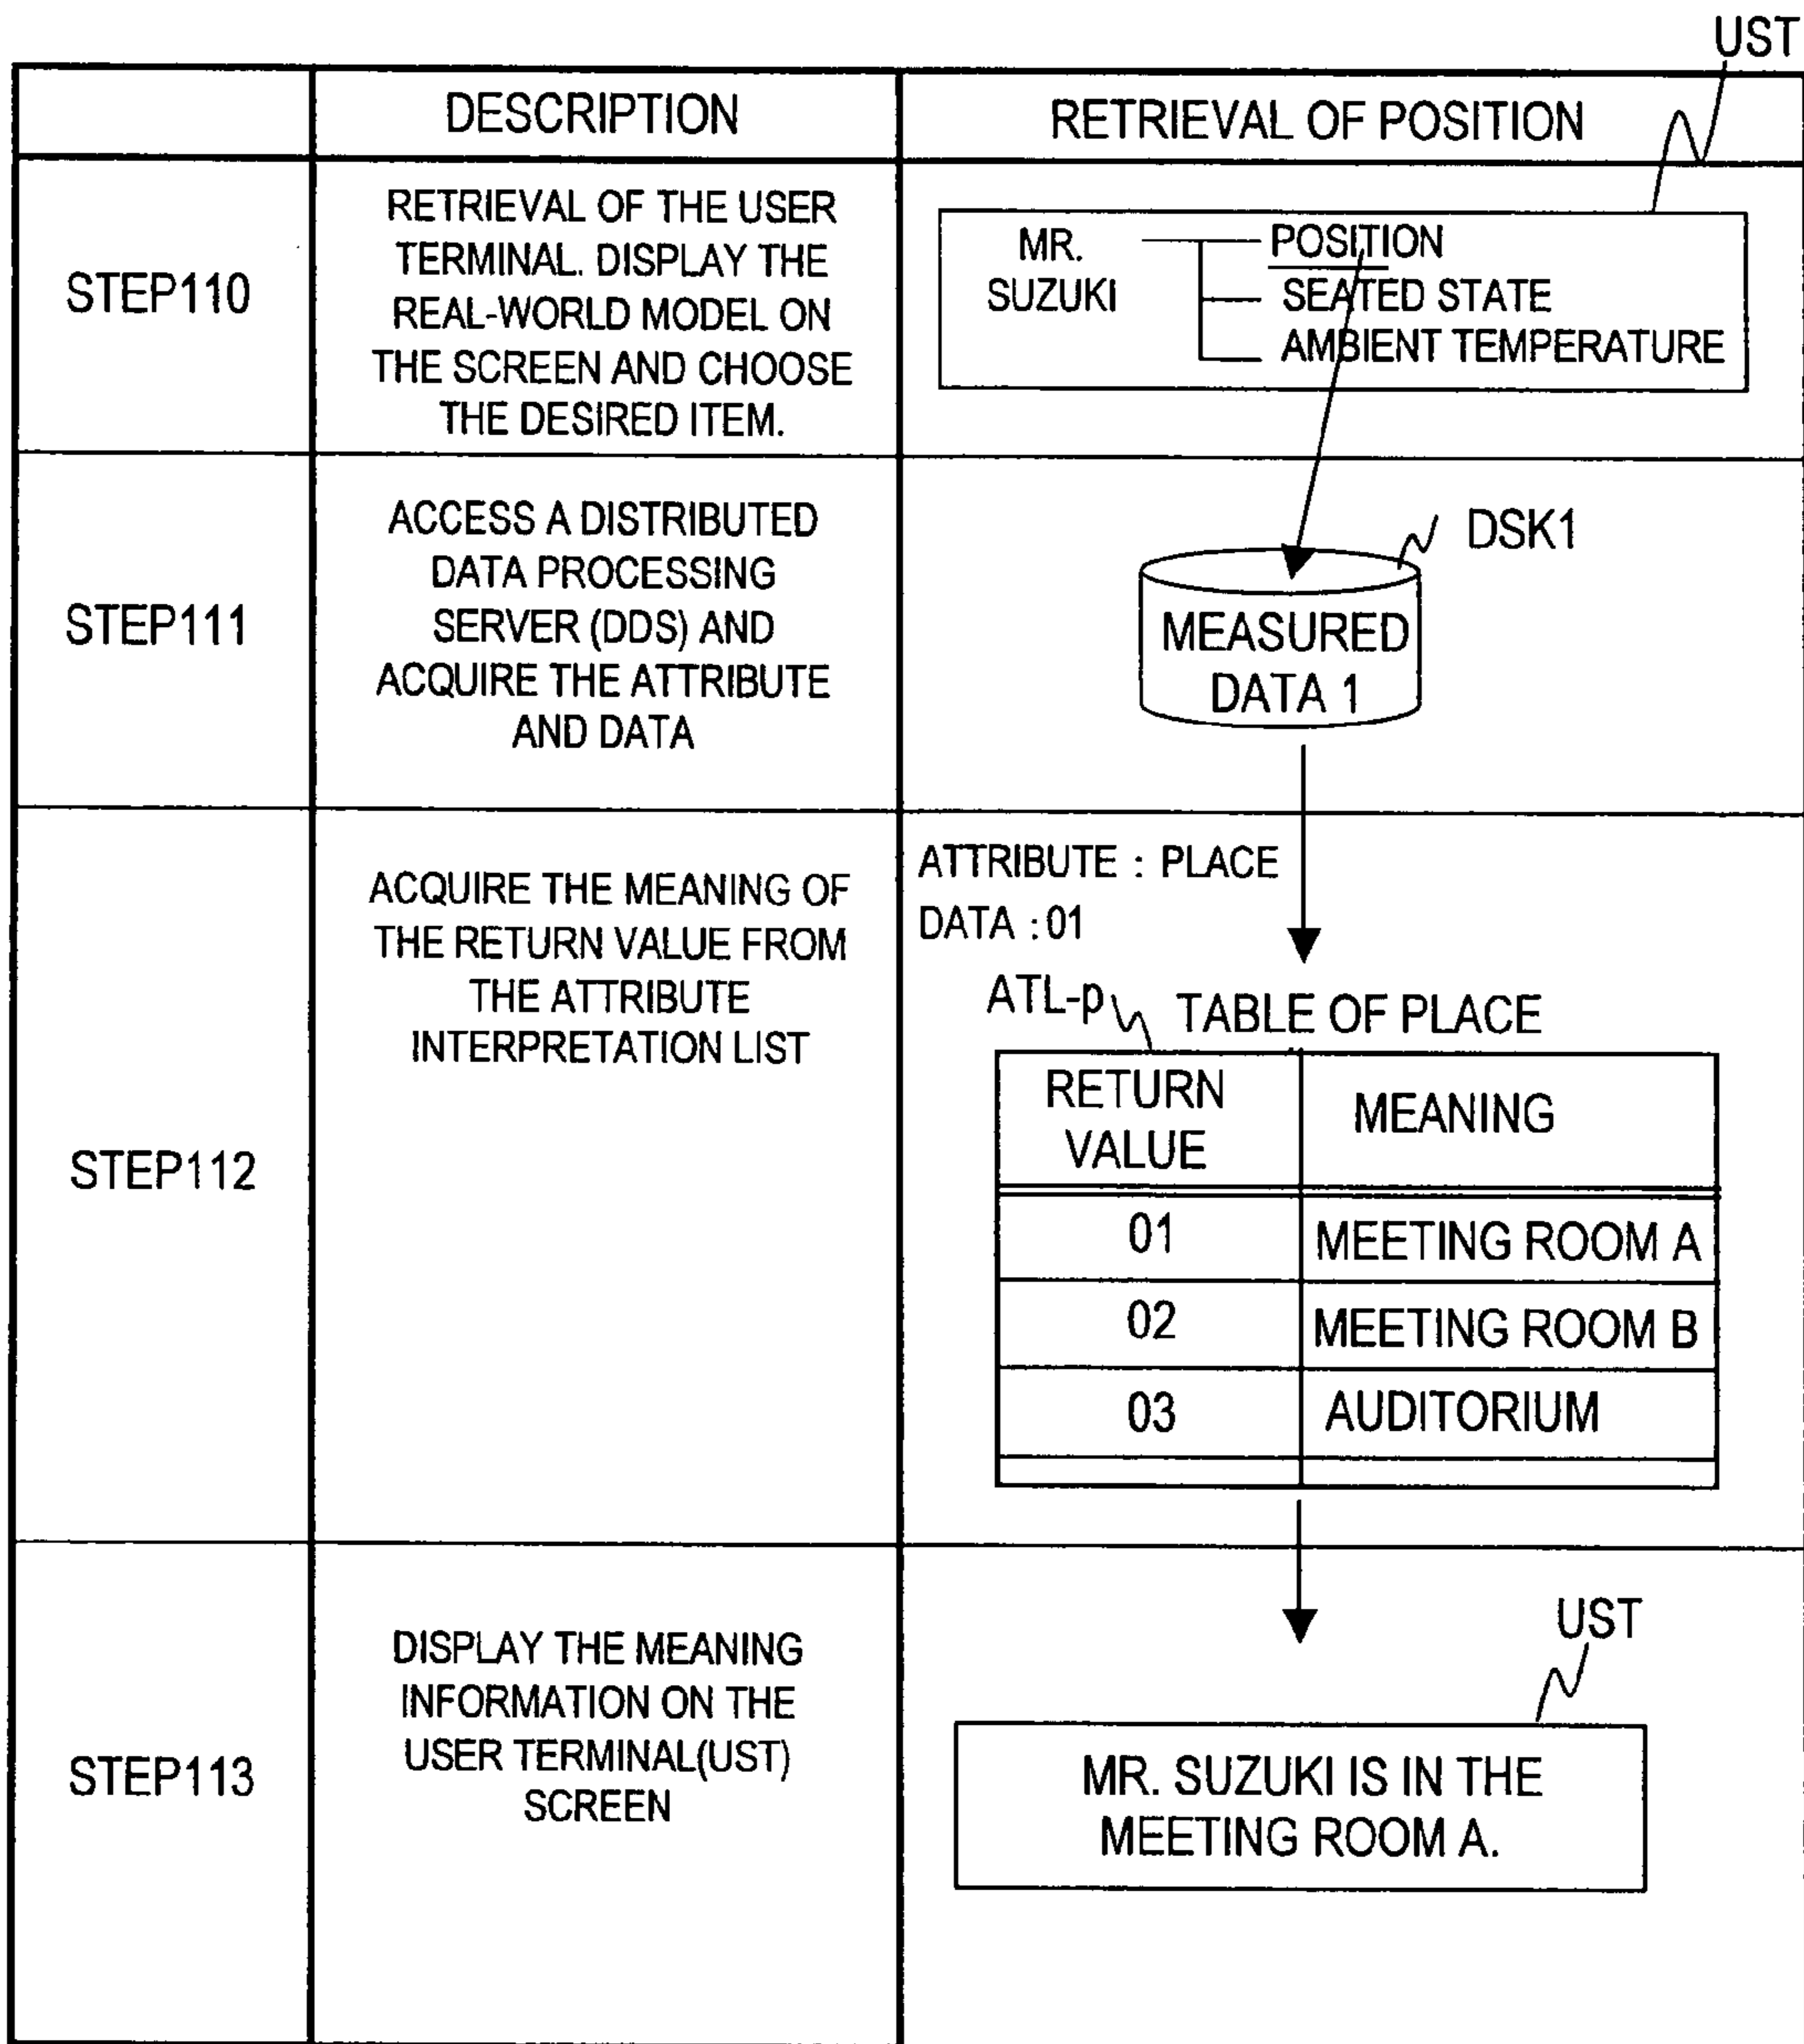 UST
DESCRIPTION
RETRIEVAL OF POSITION
STEP110
RETRIEVAL OF THE USER
TERMINAL. DISPLAY THE
REAL-WORLD MODEL ON
THE SCREEN AND CHOOSE
THE DESIRED ITEM.
MR.
SUZUKI
POSITION
SEATED STATE
AMBIENT TEMPERATURE
STEP111
ACCESS A DISTRIBUTED
DATA PROCESSING
SERVER (DDS) AND
ACQUIRE THE ATTRIBUTE
AND DATA
DSK1
MEASURED
DATA 1
STEP112
ACQUIRE THE MEANING OF
THE RETURN VALUE FROM
THE ATTRIBUTE
INTERPRETATION LIST
ATTRIBUTE : PLACE
DATA : 01
ATL-p
TABLE OF PLACE
RETURN
VALUE
MEANING
01 MEETING ROOM A
02 MEETING ROOM B
03 AUDITORIUM
STEP113
DISPLAY THE MEANING
INFORMATION ON THE
USER TERMINAL(UST)
SCREEN
UST
MR. SUZUKI IS IN THE
MEETING ROOM A.